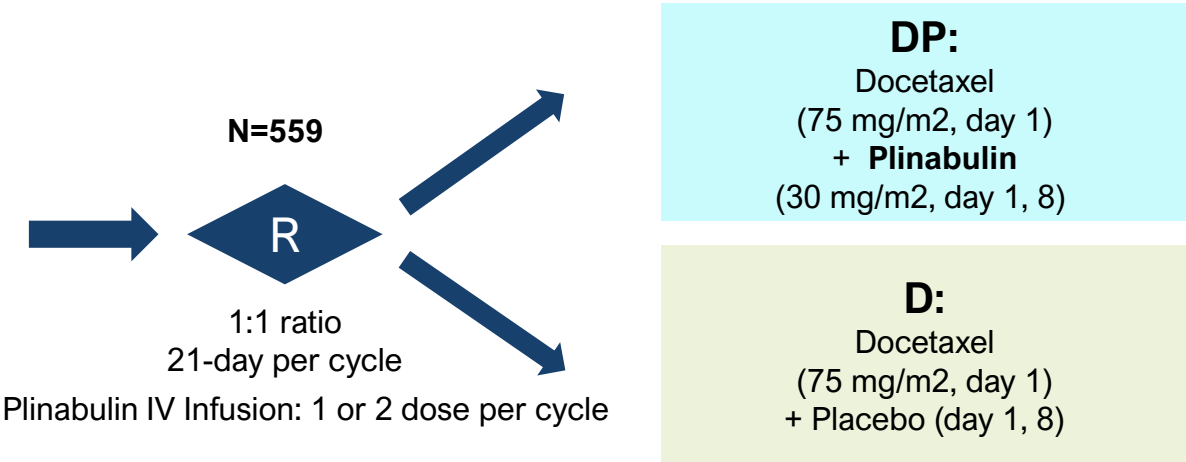 N=559
R
1:1 ratio
21-day per cycle
Plinabulin IV Infusion: 1 or 2 dose per cycle
DP:
Docetaxel
(75 mg/m2, day 1)
+ Plinabulin
(30 mg/m2, day 1, 8)
D:
Docetaxel
(75 mg/m2, day 1)
+ Placebo (day 1, 8)